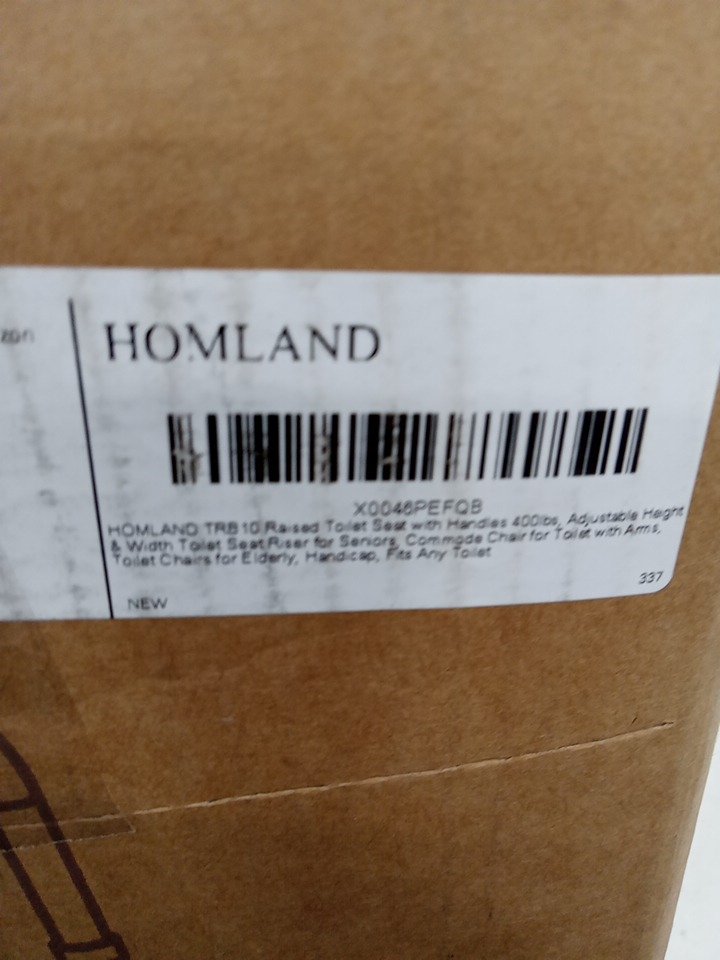 zon
HOMLAND
X0046PEFQB
HOMLAND TRB10 Raised Toilet Seat with Handles 400lbs, Adjustable Height
& Width Toilet Seat Riser for Seniors, Commode Chair for Toilet with Arms,
Toilet Chairs for Elderly, Handicap, Fits Any Toilet
337
NEW